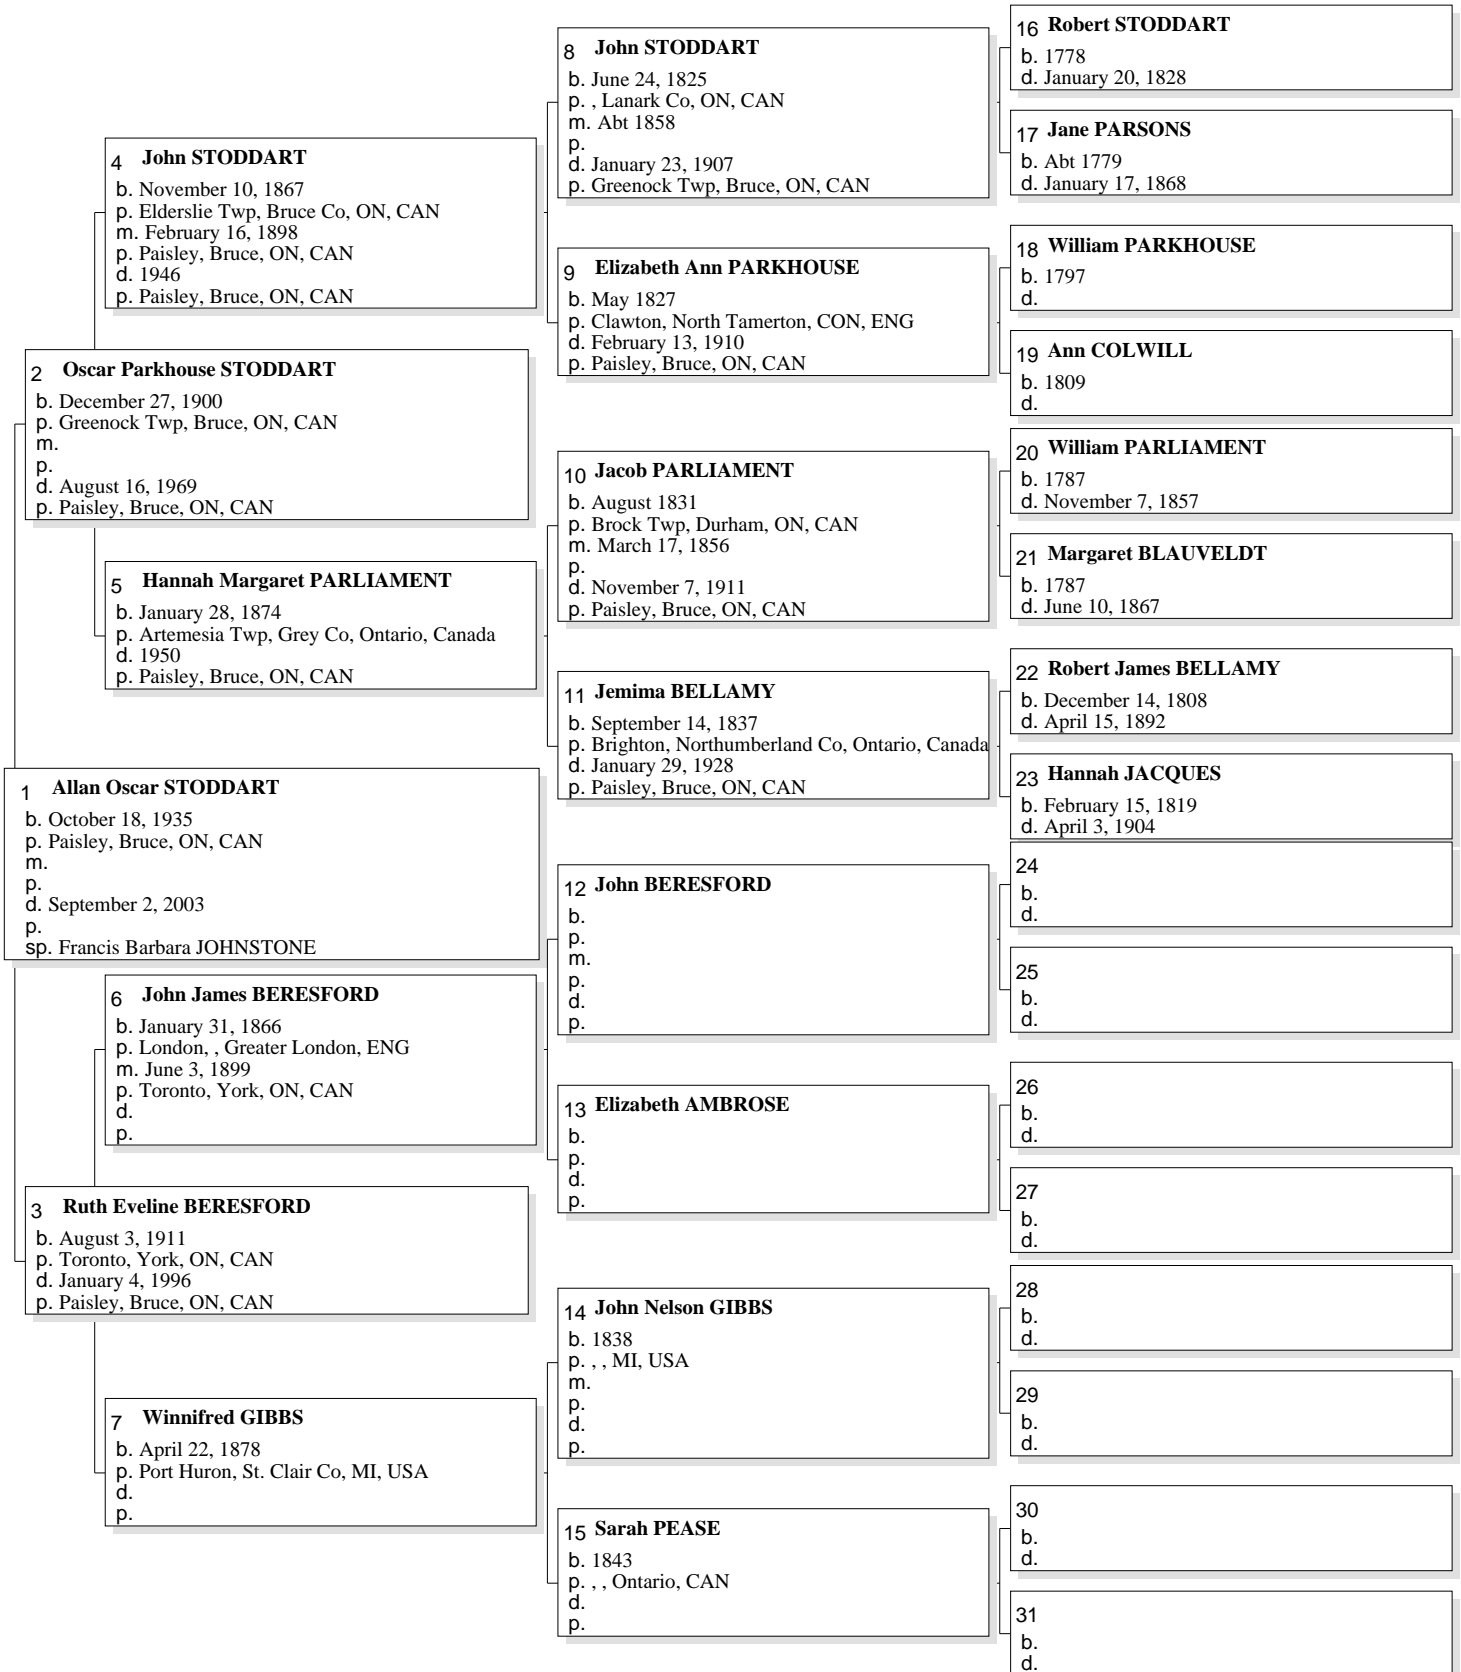 1 Allan Oscar STODDART
b. October 18, 1935
p. Paisley, Bruce, ON, CAN
m.
p.
d. September 2, 2003
p.
sp. Francis Barbara JOHNSTONE
2 Oscar Parkhouse STODDART
b. December 27, 1900
p. Greenock Twp, Bruce, ON, CAN
m.
p.
d. August 16, 1969
p. Paisley, Bruce, ON, CAN
3 Ruth Eveline BERESFORD
b. August 3, 1911
p. Toronto, York, ON, CAN
d. January 4, 1996
p. Paisley, Bruce, ON, CAN
4 John STODDART
b. November 10, 1867
p. Elderslie Twp, Bruce Co, ON, CAN
m. February 16, 1898
p. Paisley, Bruce, ON, CAN
d. 1946
p. Paisley, Bruce, ON, CAN
5 Hannah Margaret PARLIAMENT
b. January 28, 1874
p. Artemesia Twp, Grey Co, Ontario, Canada
d. 1950
p. Paisley, Bruce, ON, CAN
6 John James BERESFORD
b. January 31, 1866
p. London, , Greater London, ENG
m. June 3, 1899
p. Toronto, York, ON, CAN
d.
p.
7 Winnifred GIBBS
b. April 22, 1878
p. Port Huron, St. Clair Co, MI, USA
d.
p.
8 John STODDART
b. June 24, 1825
p. , Lanark Co, ON, CAN
m. Abt 1858
p.
d. January 23, 1907
p. Greenock Twp, Bruce, ON, CAN
9 Elizabeth Ann PARKHOUSE
b. May 1827
p. Clawton, North Tamerton, CON, ENG
d. February 13, 1910
p. Paisley, Bruce, ON, CAN
10 Jacob PARLIAMENT
b. August 1831
p. Brock Twp, Durham, ON, CAN
m. March 17, 1856
p.
d. November 7, 1911
p. Paisley, Bruce, ON, CAN
11 Jemima BELLAMY
b. September 14, 1837
p. Brighton, Northumberland Co, Ontario, Canada
d. January 29, 1928
p. Paisley, Bruce, ON, CAN
12 John BERESFORD
b.
p.
m.
p.
d.
p.
13 Elizabeth AMBROSE
b.
p.
d.
p.
14 John Nelson GIBBS
b. 1838
p. , , MI, USA
m.
p.
d.
p.
15 Sarah PEASE
b. 1843
p. , , Ontario, CAN
d.
p.
16 Robert STODDART
b. 1778
d. January 20, 1828
17 Jane PARSONS
b. Abt 1779
d. January 17, 1868
18 William PARKHOUSE
b. 1797
d.
19 Ann COLWILL
b. 1809
d.
20 William PARLIAMENT
b. 1787
d. November 7, 1857
21 Margaret BLAUVELDT
b. 1787
d. June 10, 1867
22 Robert James BELLAMY
b. December 14, 1808
d. April 15, 1892
23 Hannah JACQUES
b. February 15, 1819
d. April 3, 1904
24
b.
d.
25
b.
d.
26
b.
d.
27
b.
d.
28
b.
d.
29
b.
d.
30
b.
d.
31
b.
d.